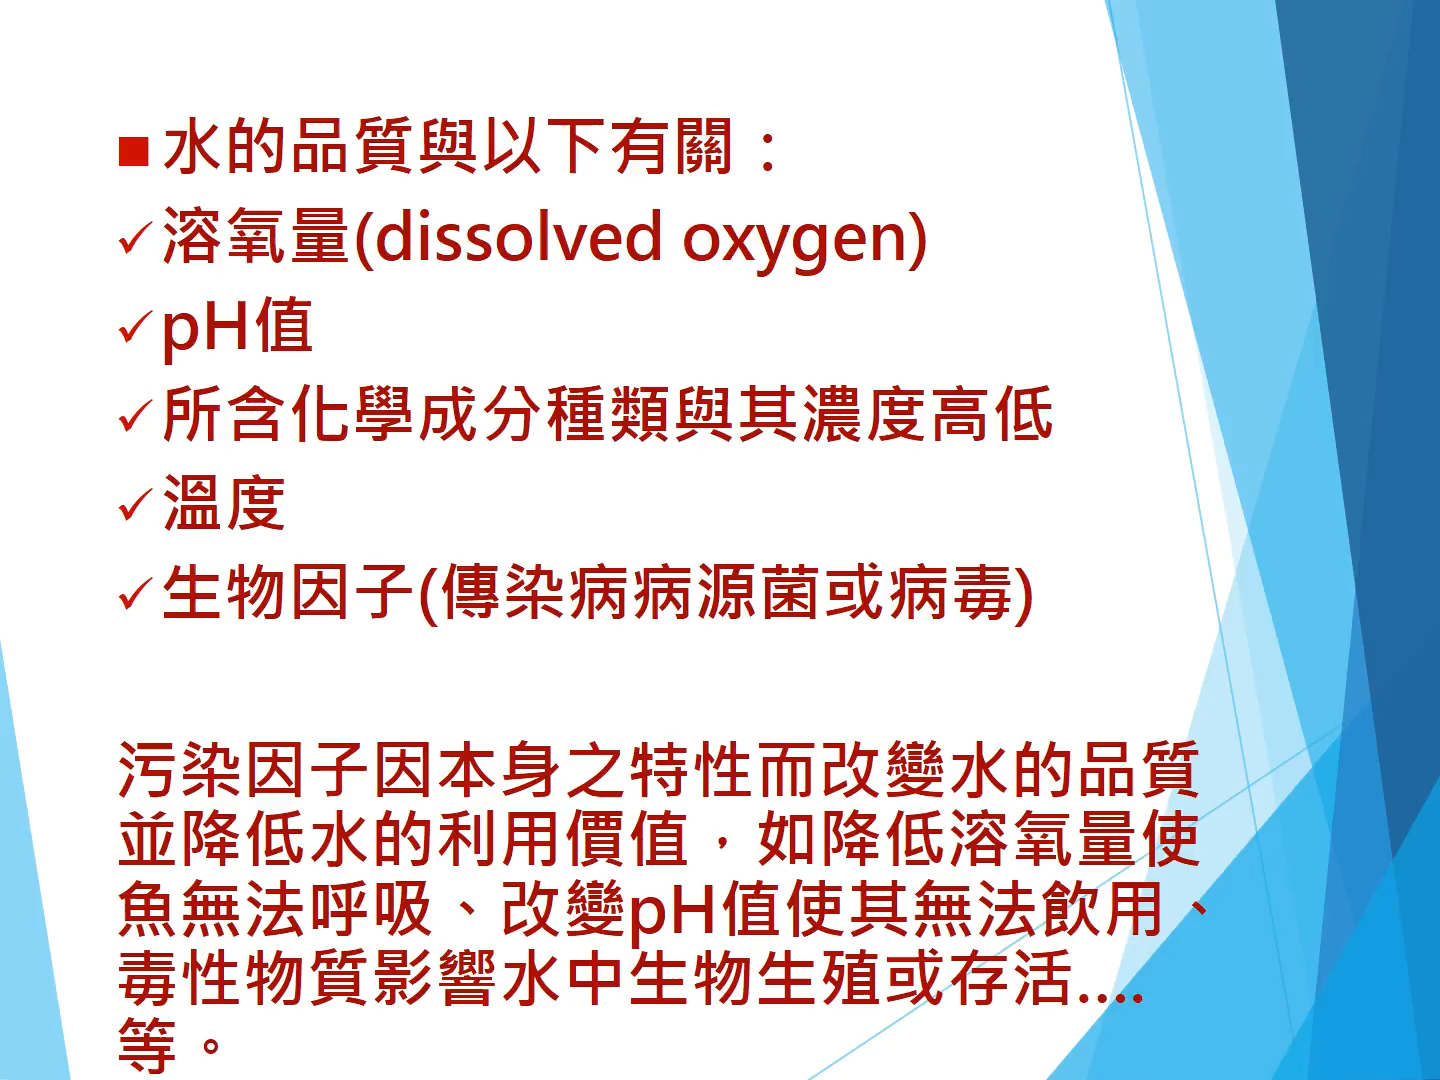 ■水的品質與以下有關：
✓溶氧量(dissolved oxygen)
✓pH值
✓所含化學成分種類與其濃度高低
✓溫度
✓生物因子(傳染病病源菌或病毒)
污染因子因本身之特性而改變水的品質
並降低水的利用價值，如降低溶氧量使
魚無法呼吸、改變pH值使其無法飲用、
毒性物質影響水中生物生殖或存活....
等。